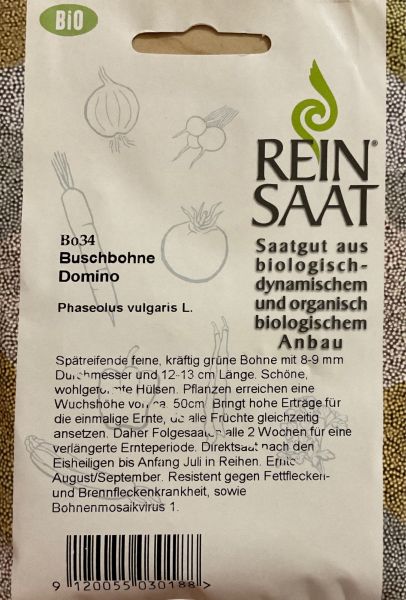 BiO
REIN
SAAT®
Saatgut aus
biologisch-
dynamischem
und organisch
biologischem
Anbau
Bo34
Buschbohne
Domino
Phaseolus vulgaris L.
Spätreifende feine, kräftig grüne Bohne mit 8-9 mm
Durchmesser und 12-13 cm Länge. Schöne,
wohlgeformte Hülsen. Pflanzen erreichen eine
Wuchshöhe von ca. 50cm. Bringt hohe Erträge für
die einmalige Ernte, da alle Früchte gleichzeitig
ansetzen. Daher Folgesaaten alle 2 Wochen für eine
verlängerte Ernteperiode. Direktsaat nach den
Eisheiligen bis Anfang Juli in Reihen. Ernte
August/September. Resistent gegen Fettflecken-
und Brennfleckenkrankheit, sowie
Bohnenmosaikvirus 1.
9 120055 030188 >